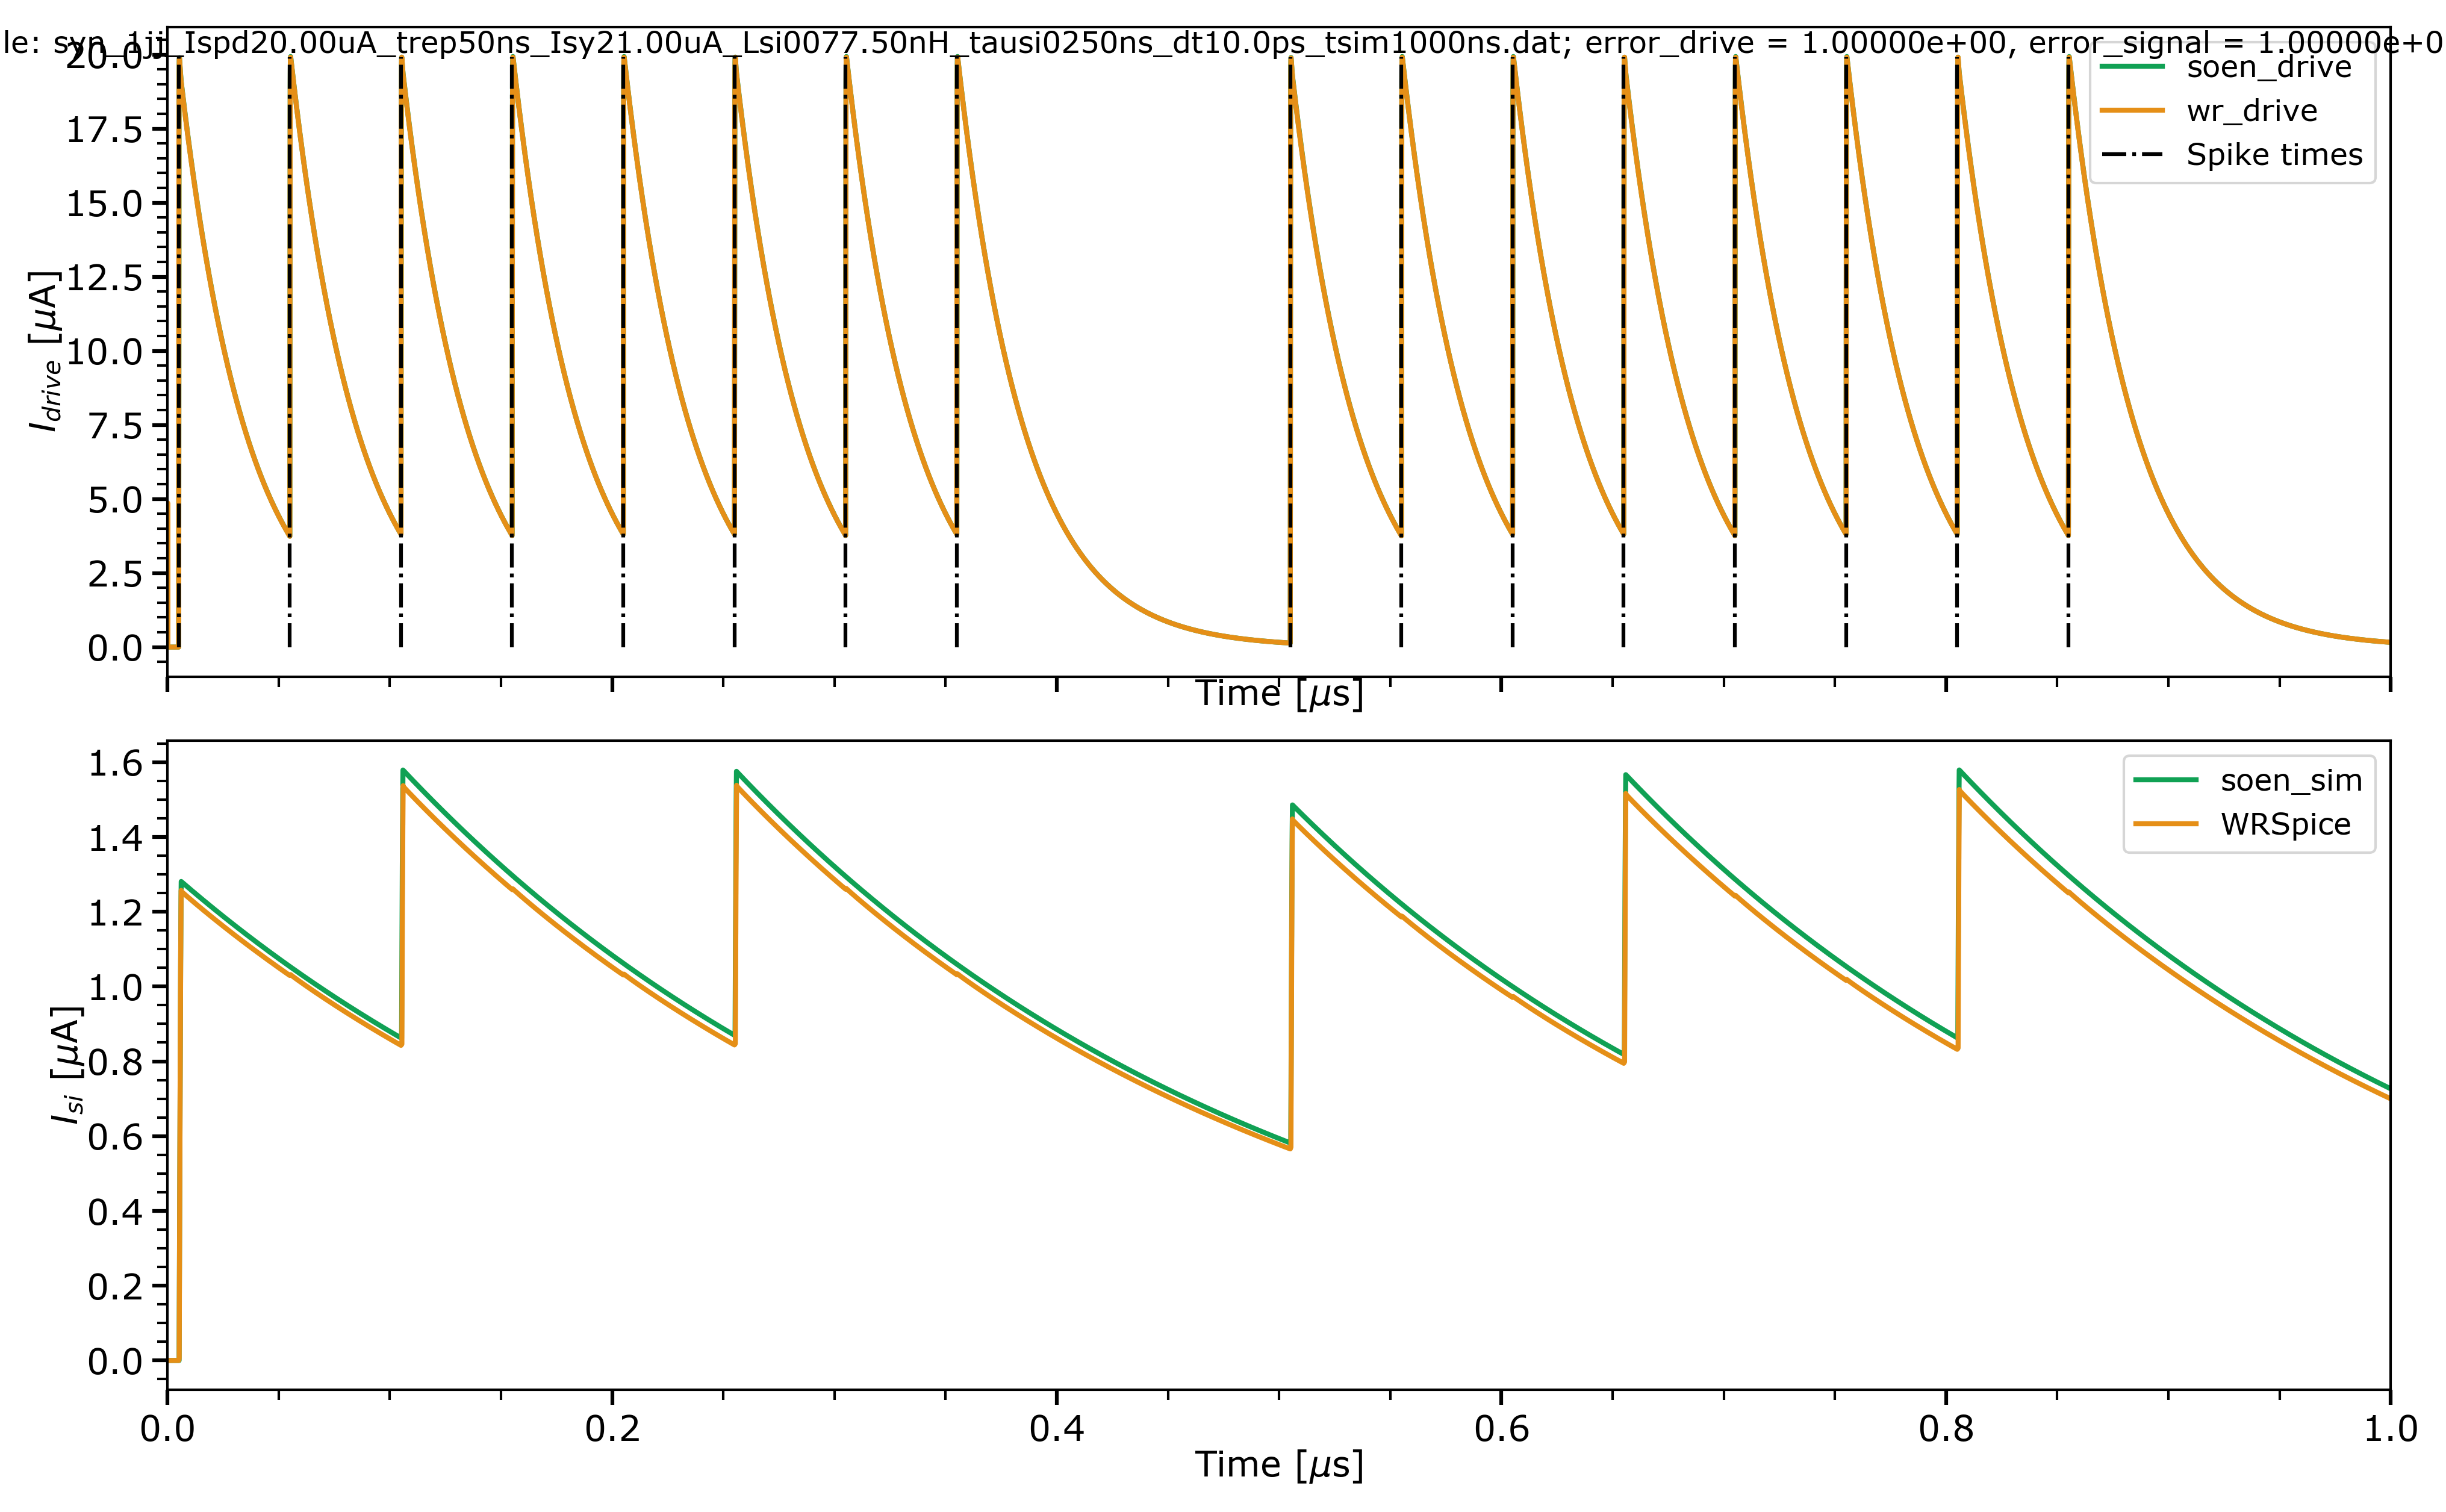 le: syn_1jj_Ispd20.00uA_trep50ns_Isy21.00uA_Lsi0077.50nH_tausi0250ns_dt10.0ps_tsim1000ns.dat; error_drive = 1.00000e+00, error_signal = 1.00000e+0
20.0
17.5
15.0
12.5
10.0
7.5
5.0
2.5
0.0
I_drive [μA]
soen_drive
wr_drive
Spike times
Time [μs]
1.6
1.4
1.2
1.0
0.8
0.6
0.4
0.2
0.0
I_si [μA]
soen_sim
WRSpice
0.0 0.2 0.4 0.6 0.8 1.0
Time [μs]